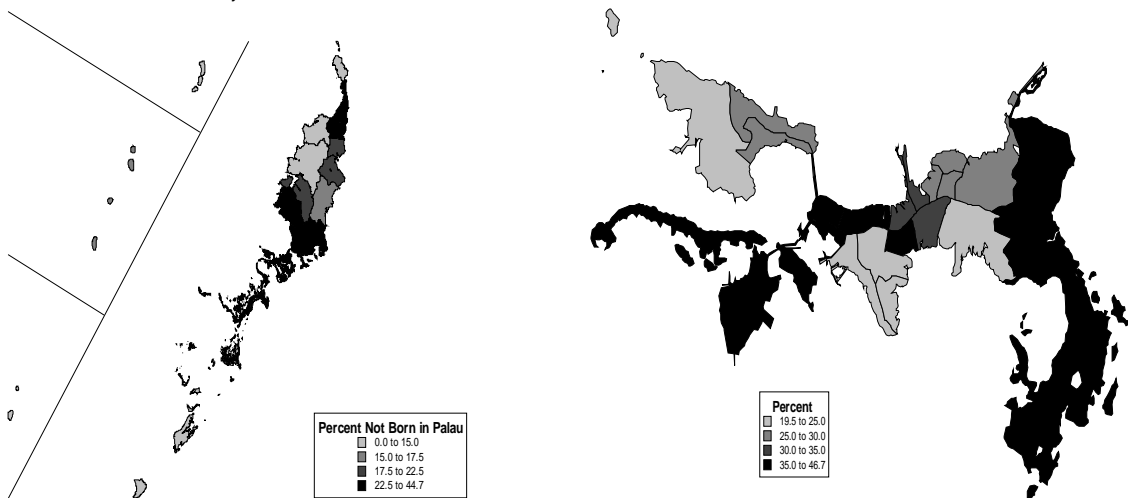 Percent Not Born in Palau
0.0 to 15.0
15.0 to 17.5
17.5 to 22.5
22.5 to 44.7
Percent
19.5 to 25.0
25.0 to 30.0
30.0 to 35.0
35.0 to 46.7